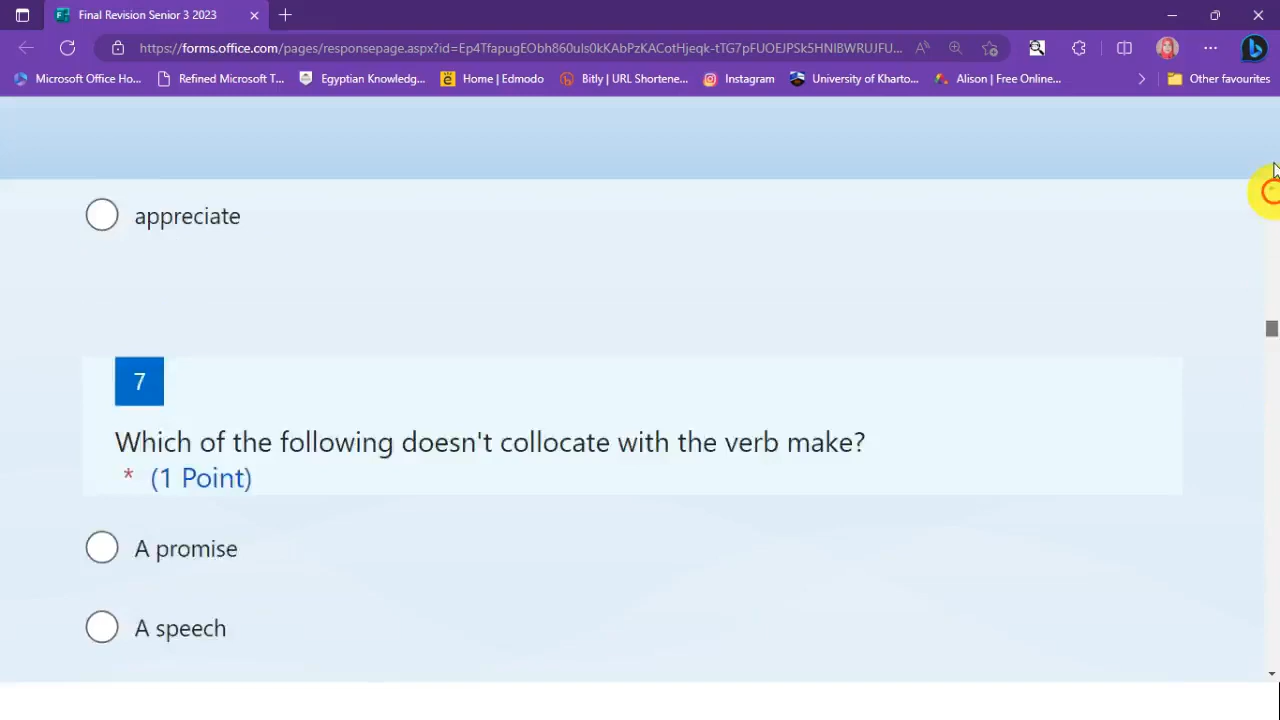 Final Revision Senior 3 2023
https://forms.office.com/pages/responsepage.aspx?id=Ep4TfapugEObh860uls0kKAbPzKACotHjeqk-tTG7pFUOEJPSk5HNlBWRUJFU...
Microsoft Office Ho...
Refined Microsoft T...
Egyptian Knowledg...
Home | Edmodo
Bitly | URL Shortene...
Instagram
University of Kharto...
Alison | Free Online...
Other favourites
appreciate
7
Which of the following doesn't collocate with the verb make?
* (1 Point)
A promise
A speech